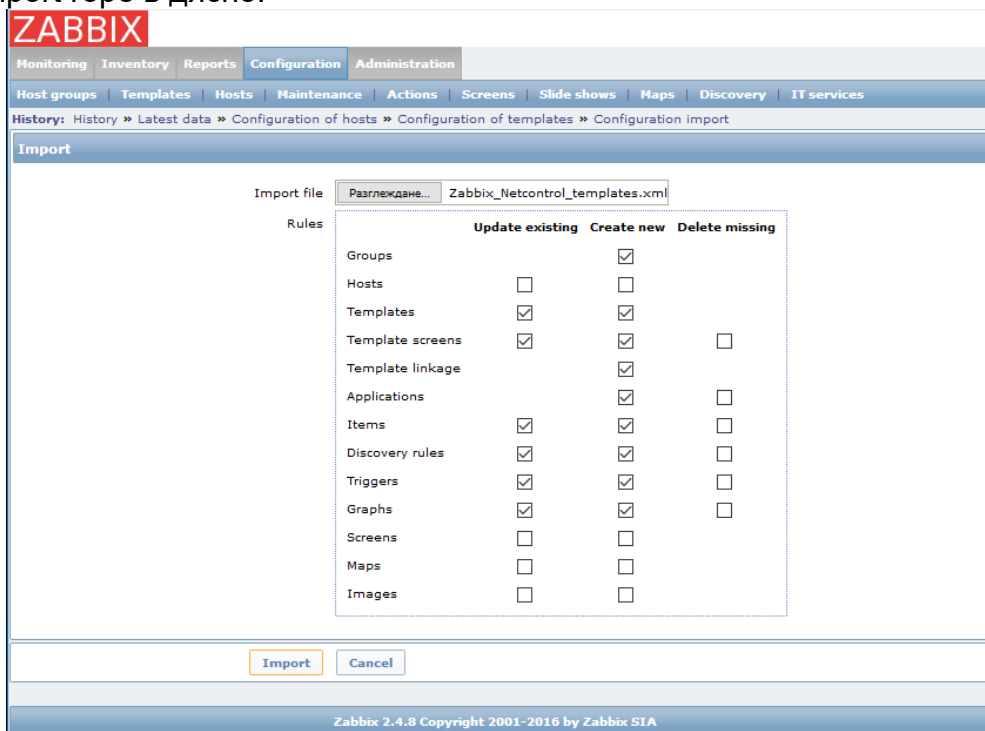 Import горе в дясно.
ZABBIX
Monitoring Inventory Reports Configuration Administration
Host groups | Templates | Hosts | Maintenance | Actions | Screens | Slide shows | Maps | Discovery | IT services
History: History » Latest data » Configuration of hosts » Configuration of templates » Configuration import
Import
Import file Разглеждане... Zabbix_Netcontrol_templates.xml
Rules
Update existing Create new Delete missing
Groups
Hosts
Templates
Template screens
Template linkage
Applications
Items
Discovery rules
Triggers
Graphs
Screens
Maps
Images
Import Cancel
Zabbix 2.4.8 Copyright 2001-2016 by Zabbix SIA